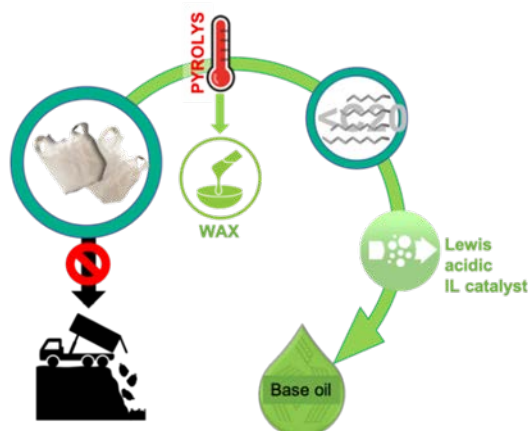 PYROLYS
<C20
WAX
Lewis
acidic
IL catalyst
Base oil